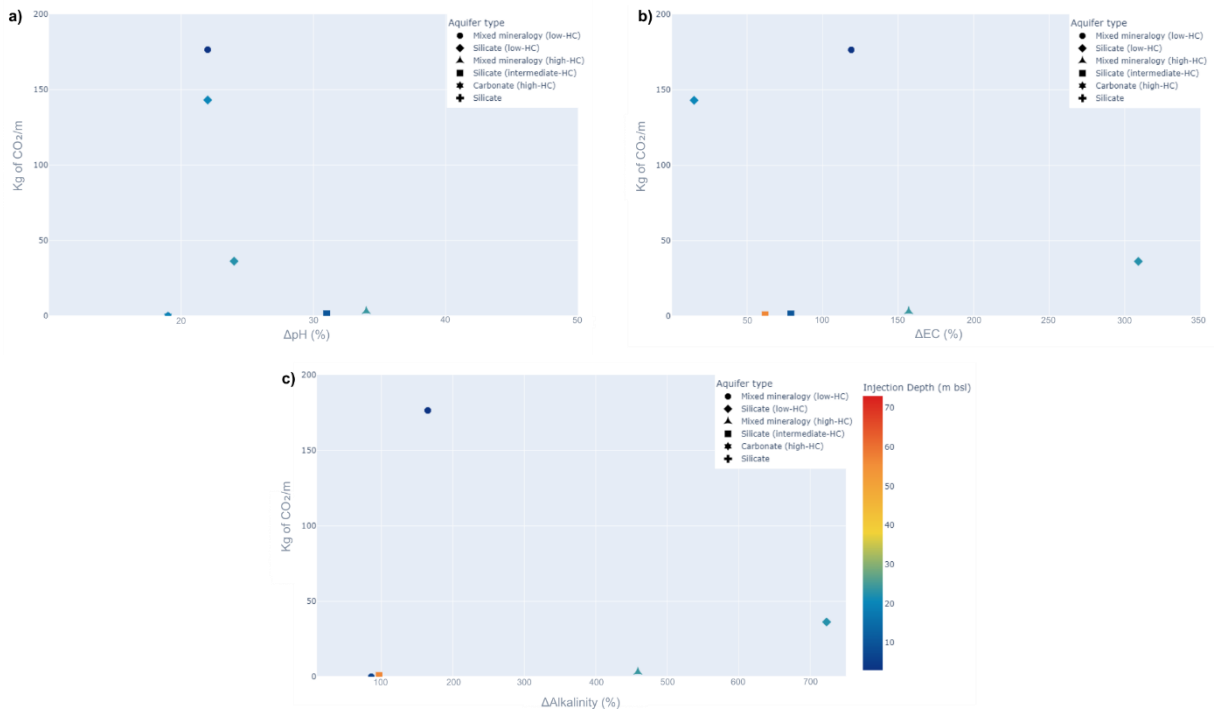 a)
200
150
100
50
0
Kg of CO₂/m
20
30
40
50
ΔpH (%)
Aquifer type
Mixed mineralogy (low-HC)
Silicate (low-HC)
Mixed mineralogy (high-HC)
Silicate (intermediate-HC)
Carbonate (high-HC)
Silicate
b)
200
150
100
50
0
Kg of CO₂/m
50
100
150
200
250
300
350
ΔEC (%)
Aquifer type
Mixed mineralogy (low-HC)
Silicate (low-HC)
Mixed mineralogy (high-HC)
Silicate (intermediate-HC)
Carbonate (high-HC)
Silicate
c)
200
150
100
50
0
Kg of CO₂/m
100
200
300
400
500
600
700
ΔAlkalinity (%)
Aquifer type
Mixed mineralogy (low-HC)
Silicate (low-HC)
Mixed mineralogy (high-HC)
Silicate (intermediate-HC)
Carbonate (high-HC)
Silicate
Injection Depth (m bsl)
70
60
50
40
30
20
10